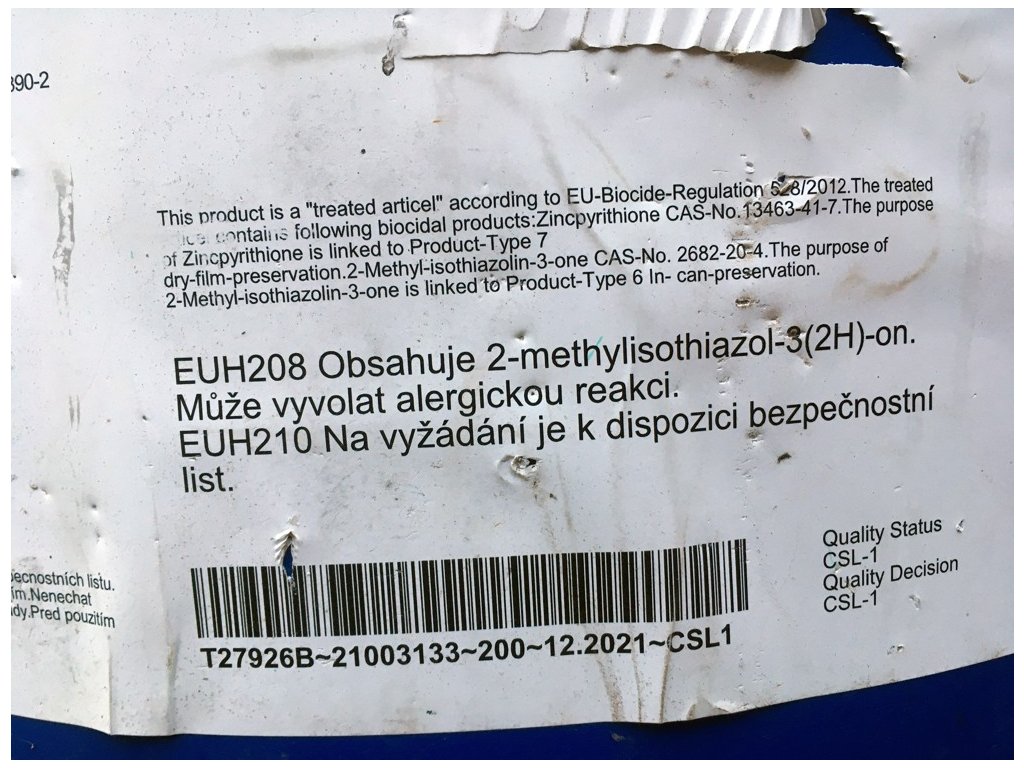 390-2
This product is a "treated articel" according to EU-Biocide-Regulation 528/2012.The treated
contains following biocidal products:Zincpyrithione CAS-No.13463-41-7.The purpose
of Zincpyrithione is linked to Product-Type 7
dry-film-preservation.2-Methyl-isothiazolin-3-one CAS-No. 2682-20-4.The purpose of
2-Methyl-isothiazolin-3-one is linked to Product-Type 6 In- can-preservation.
EUH208 Obsahuje 2-methylisothiazol-3(2H)-on.
Může vyvolat alergickou reakci.
EUH210 Na vyžádání je k dispozici bezpečnostní
list.
ecnostních listu.
ím.Nenechat
dy.Pred pouzitím
T27926B~21003133~200~12.2021~CSL1
Quality Status
CSL-1
Quality Decision
CSL-1